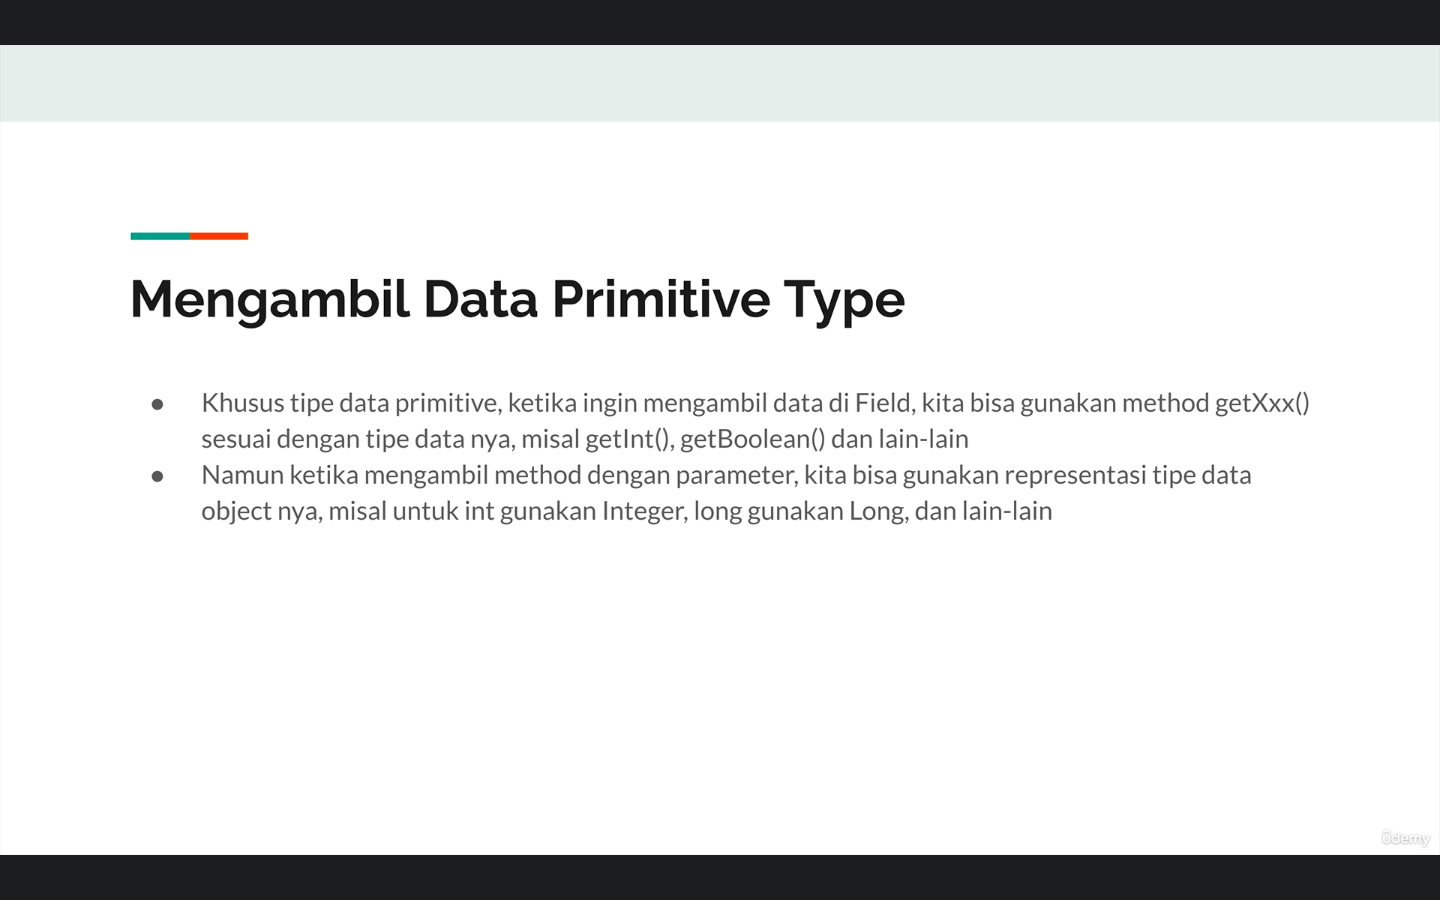 Mengambil Data Primitive Type
● Khusus tipe data primitive, ketika ingin mengambil data di Field, kita bisa gunakan method getXxx()
sesuai dengan tipe data nya, misal getInt(), getBoolean() dan lain-lain
● Namun ketika mengambil method dengan parameter, kita bisa gunakan representasi tipe data
object nya, misal untuk int gunakan Integer, long gunakan Long, dan lain-lain
ûdemy